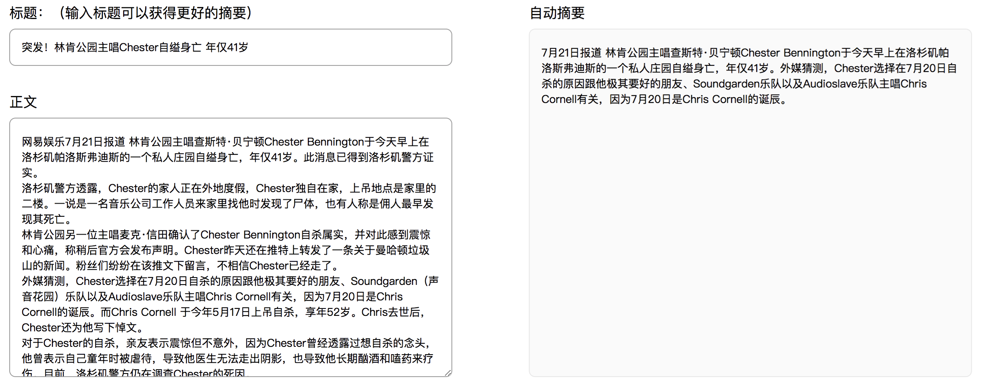 标题：（输入标题可以获得更好的摘要）
突发！林肯公园主唱Chester自缢身亡 年仅41岁
正文
网易娱乐7月21日报道 林肯公园主唱查斯特·贝宁顿Chester Bennington于今天早上在
洛杉矶帕洛斯弗迪斯的一个私人庄园自缢身亡，年仅41岁。此消息已得到洛杉矶警方证
实。
洛杉矶警方透露，Chester的家人正在外地度假，Chester独自在家，上吊地点是家里的
二楼。一说是一名音乐公司工作人员来家里找他时发现了尸体，也有人称是佣人最早发
现其死亡。
林肯公园另一位主唱麦克·信田确认了Chester Bennington自杀属实，并对此感到震惊
和心痛，称稍后官方会发布声明。Chester昨天还在推特上转发了一条关于曼哈顿垃圾
山的新闻。粉丝们纷纷在该推文下留言，不相信Chester已经走了。
外媒猜测，Chester选择在7月20日自杀的原因跟他极其要好的朋友、Soundgarden（声
音花园）乐队以及Audioslave乐队主唱Chris Cornell有关，因为7月20日是Chris
Cornell的诞辰。而Chris Cornell 于今年5月17日上吊自杀，享年52岁。Chris去世后，
Chester还为他写下悼文。
对于Chester的自杀，亲友表示震惊但不意外，因为Chester曾经透露过想自杀的念头，
他曾表示自己童年时被虐待，导致他医生无法走出阴影，也导致他长期酗酒和嗑药来疗
伤。目前，洛杉矶警方仍在调查Chester的死因。
自动摘要
7月21日报道 林肯公园主唱查斯特·贝宁顿Chester Bennington于今天早上在洛杉矶帕
洛斯弗迪斯的一个私人庄园自缢身亡，年仅41岁。外媒猜测，Chester选择在7月20日自
杀的原因跟他极其要好的朋友、Soundgarden乐队以及Audioslave乐队主唱Chris
Cornell有关，因为7月20日是Chris Cornell的诞辰。